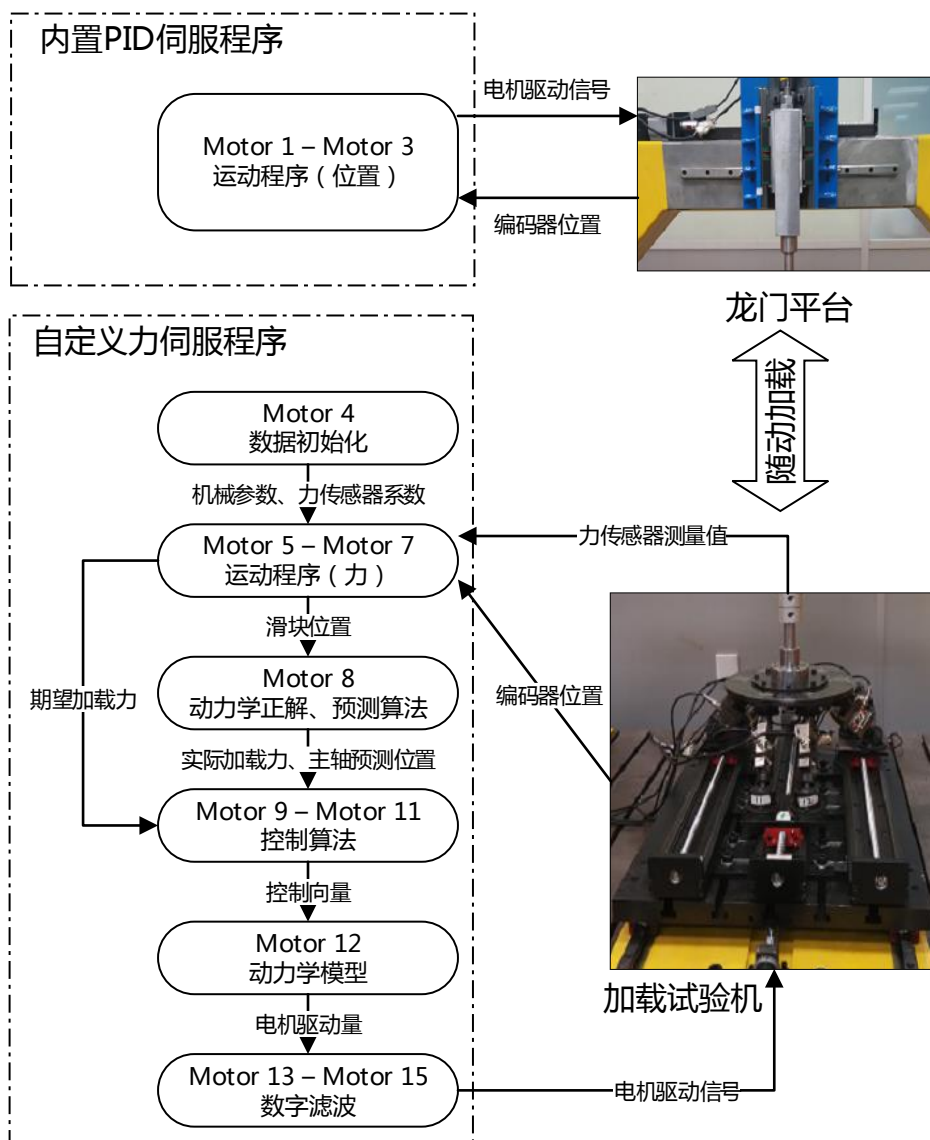 内置PID伺服程序
Motor 1 – Motor 3
运动程序（位置）
电机驱动信号
编码器位置
龙门平台
随动加载
自定义力伺服程序
Motor 4
数据初始化
机械参数、力传感器系数
Motor 5 – Motor 7
运动程序（力）
力传感器测量值
滑块位置
期望加载力
Motor 8
动力学正解、预测算法
编码器位置
实际加载力、主轴预测位置
Motor 9 – Motor 11
控制算法
控制向量
Motor 12
动力学模型
加载试验机
电机驱动量
Motor 13 – Motor 15
数字滤波
电机驱动信号